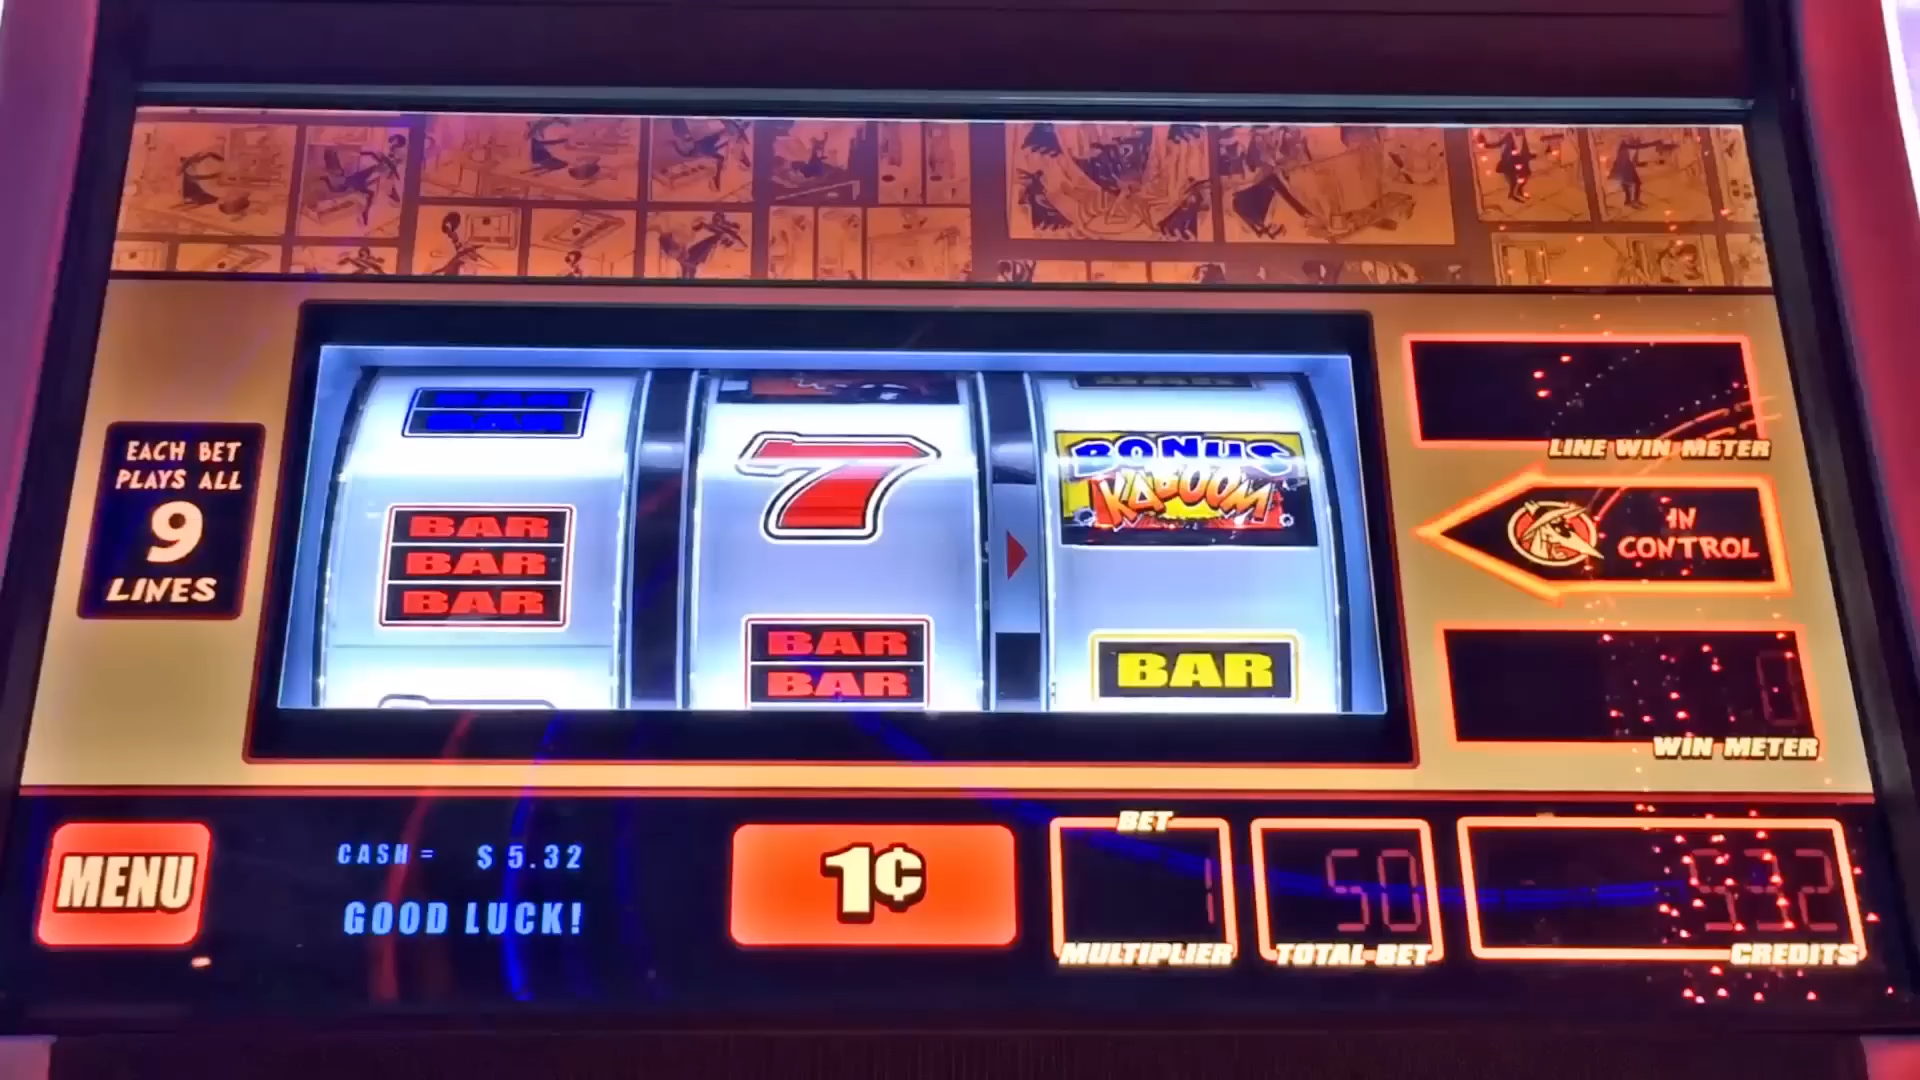 EACH BET
PLAYS ALL
9
LINES
BAR
BAR
BAR
BAR
BAR
7
BAR
BAR
BONUS
KABOOM
BAR
LINE WIN METER
IN
CONTROL
0
WIN METER
MENU
CASH = $ 5.32
GOOD LUCK!
1¢
BET
1
MULTIPLIER
50
TOTAL BET
532
CREDITS